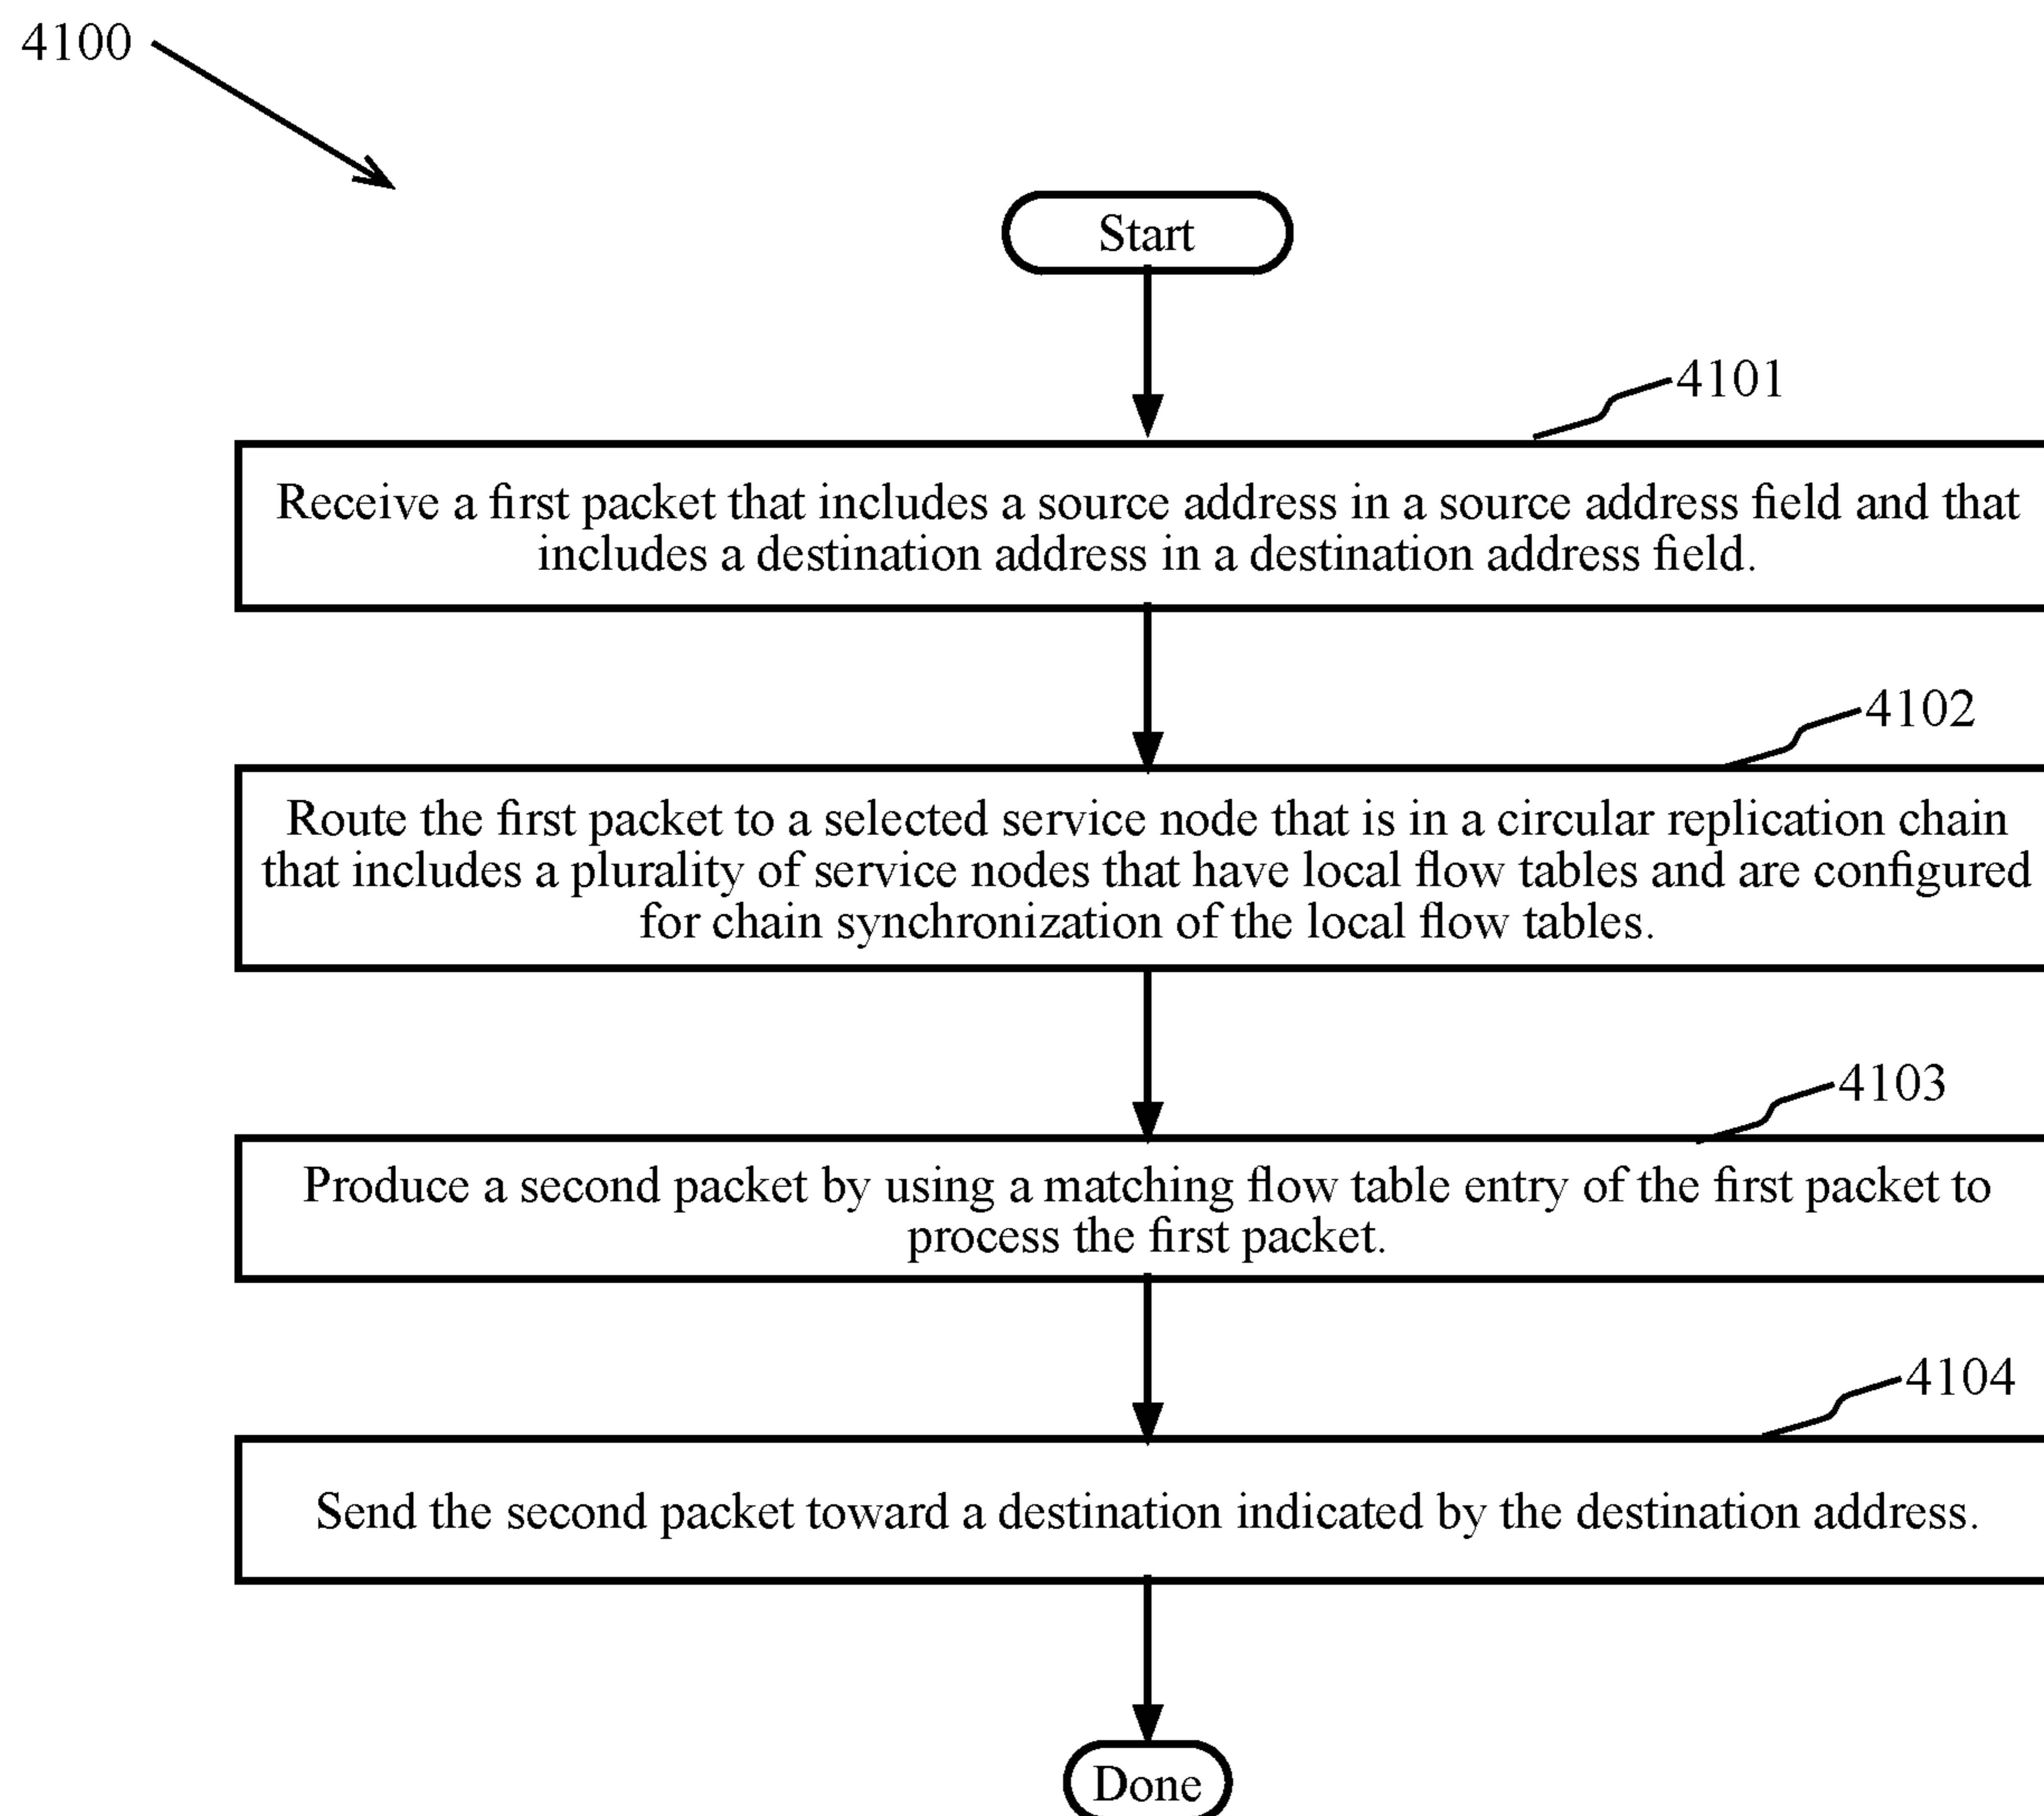 4100
Start
4101
Receive a first packet that includes a source address in a source address field and that
includes a destination address in a destination address field.
4102
Route the first packet to a selected service node that is in a circular replication chain
that includes a plurality of service nodes that have local flow tables and are configured
for chain synchronization of the local flow tables.
4103
Produce a second packet by using a matching flow table entry of the first packet to
process the first packet.
4104
Send the second packet toward a destination indicated by the destination address.
Done